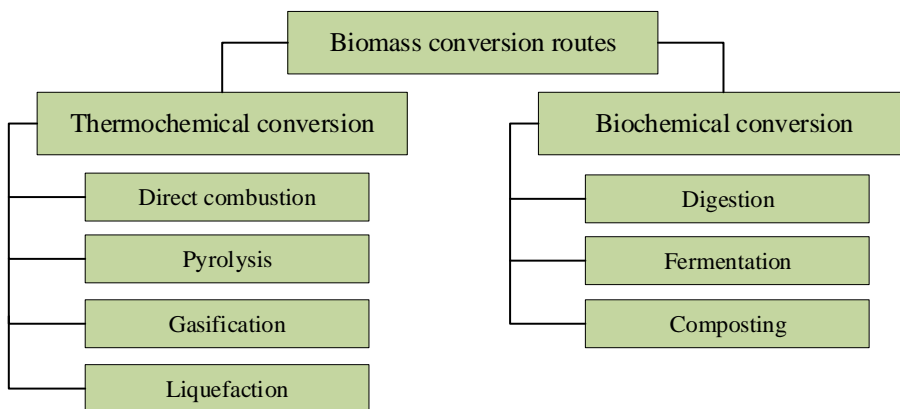 Biomass conversion routes
Thermochemical conversion
Direct combustion
Pyrolysis
Gasification
Liquefaction
Biochemical conversion
Digestion
Fermentation
Composting